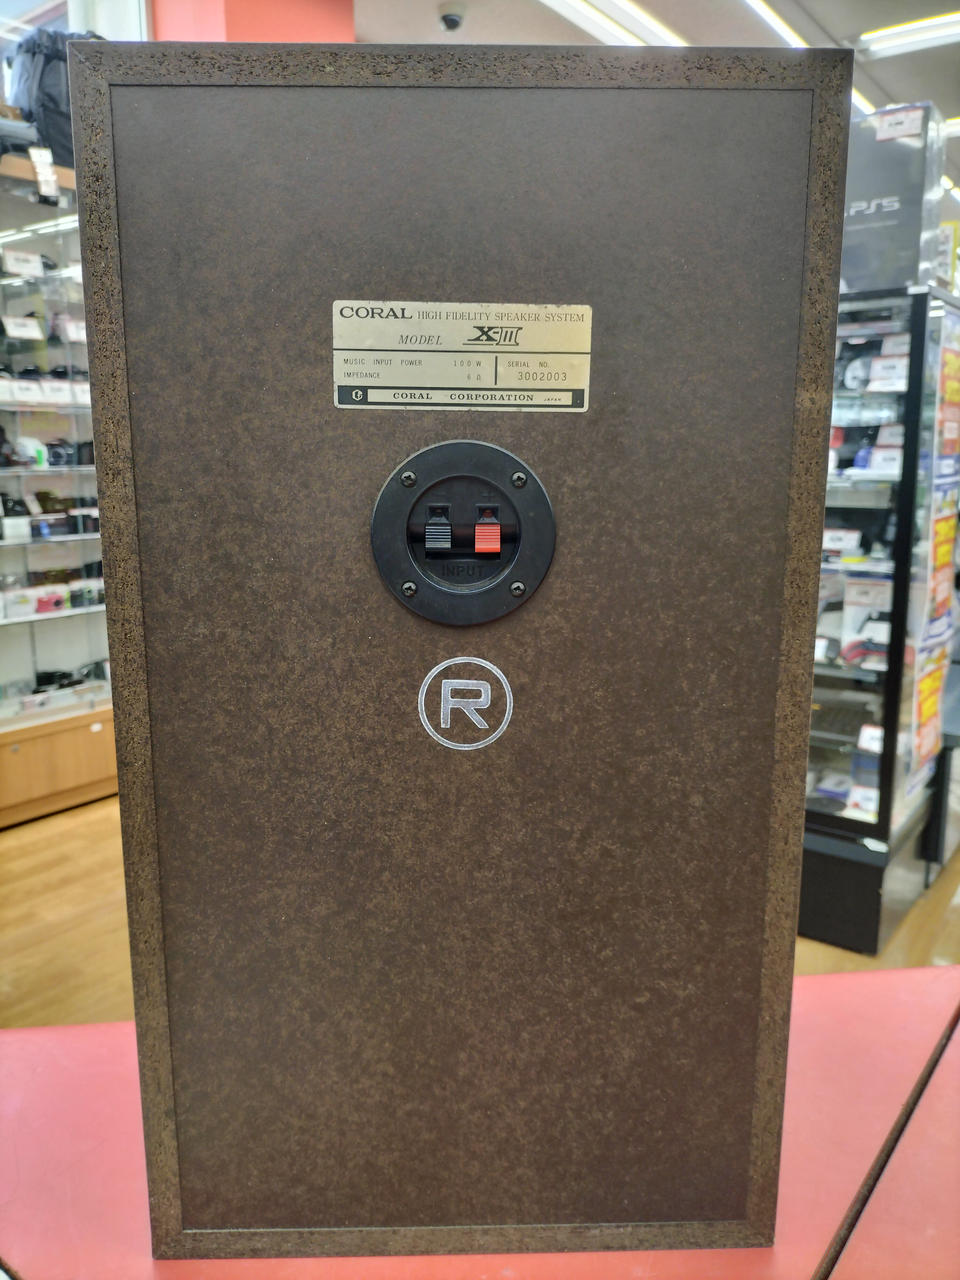 PS5
CORAL HIGH FIDELITY SPEAKER SYSTEM
MODEL X-III
MUSIC INPUT POWER 100W
IMPEDANCE 6Ω
SERIAL NO.
3002003
CORAL CORPORATION JAPAN
- +
INPUT
R